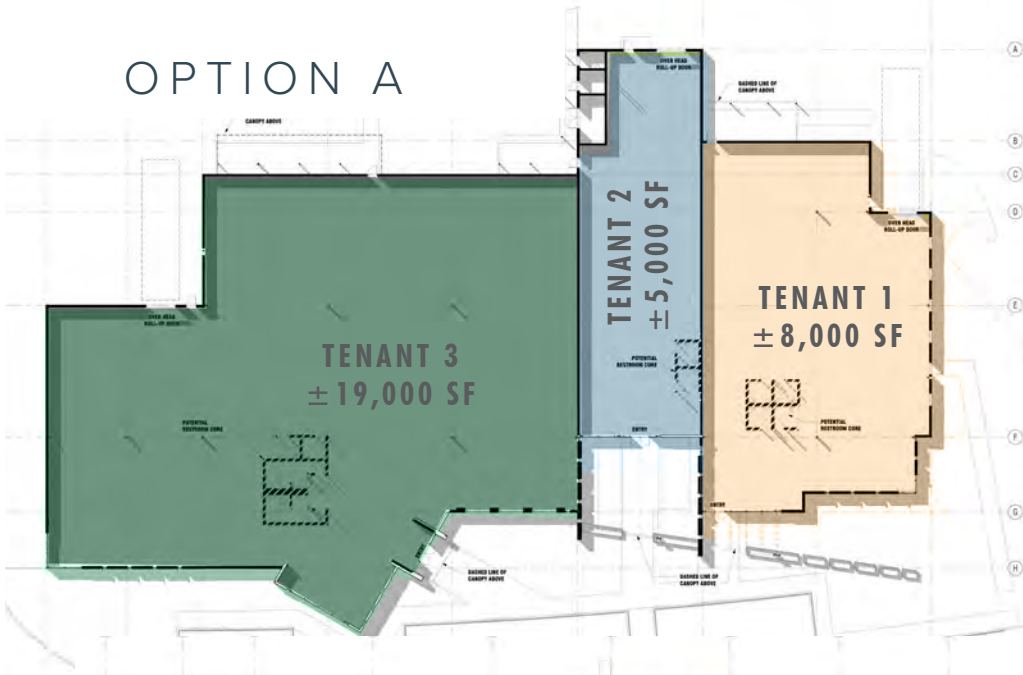 OPTION A
CANOPY ABOVE
OVER HEAD
ROLL-UP DOOR
DASHED LINE OF
CANOPY ABOVE
A
B
C
D
E
F
G
H
OVER HEAD
ROLL-UP DOOR
TENANT 2
±5,000 SF
TENANT 1
±8,000 SF
OVER HEAD
ROLL-UP DOOR
TENANT 3
±19,000 SF
POTENTIAL
RESTROOM CORE
POTENTIAL
RESTROOM CORE
POTENTIAL
RESTROOM CORE
ENTRY
ENTRY
ENTRY
DASHED LINE OF
CANOPY ABOVE
DASHED LINE OF
CANOPY ABOVE